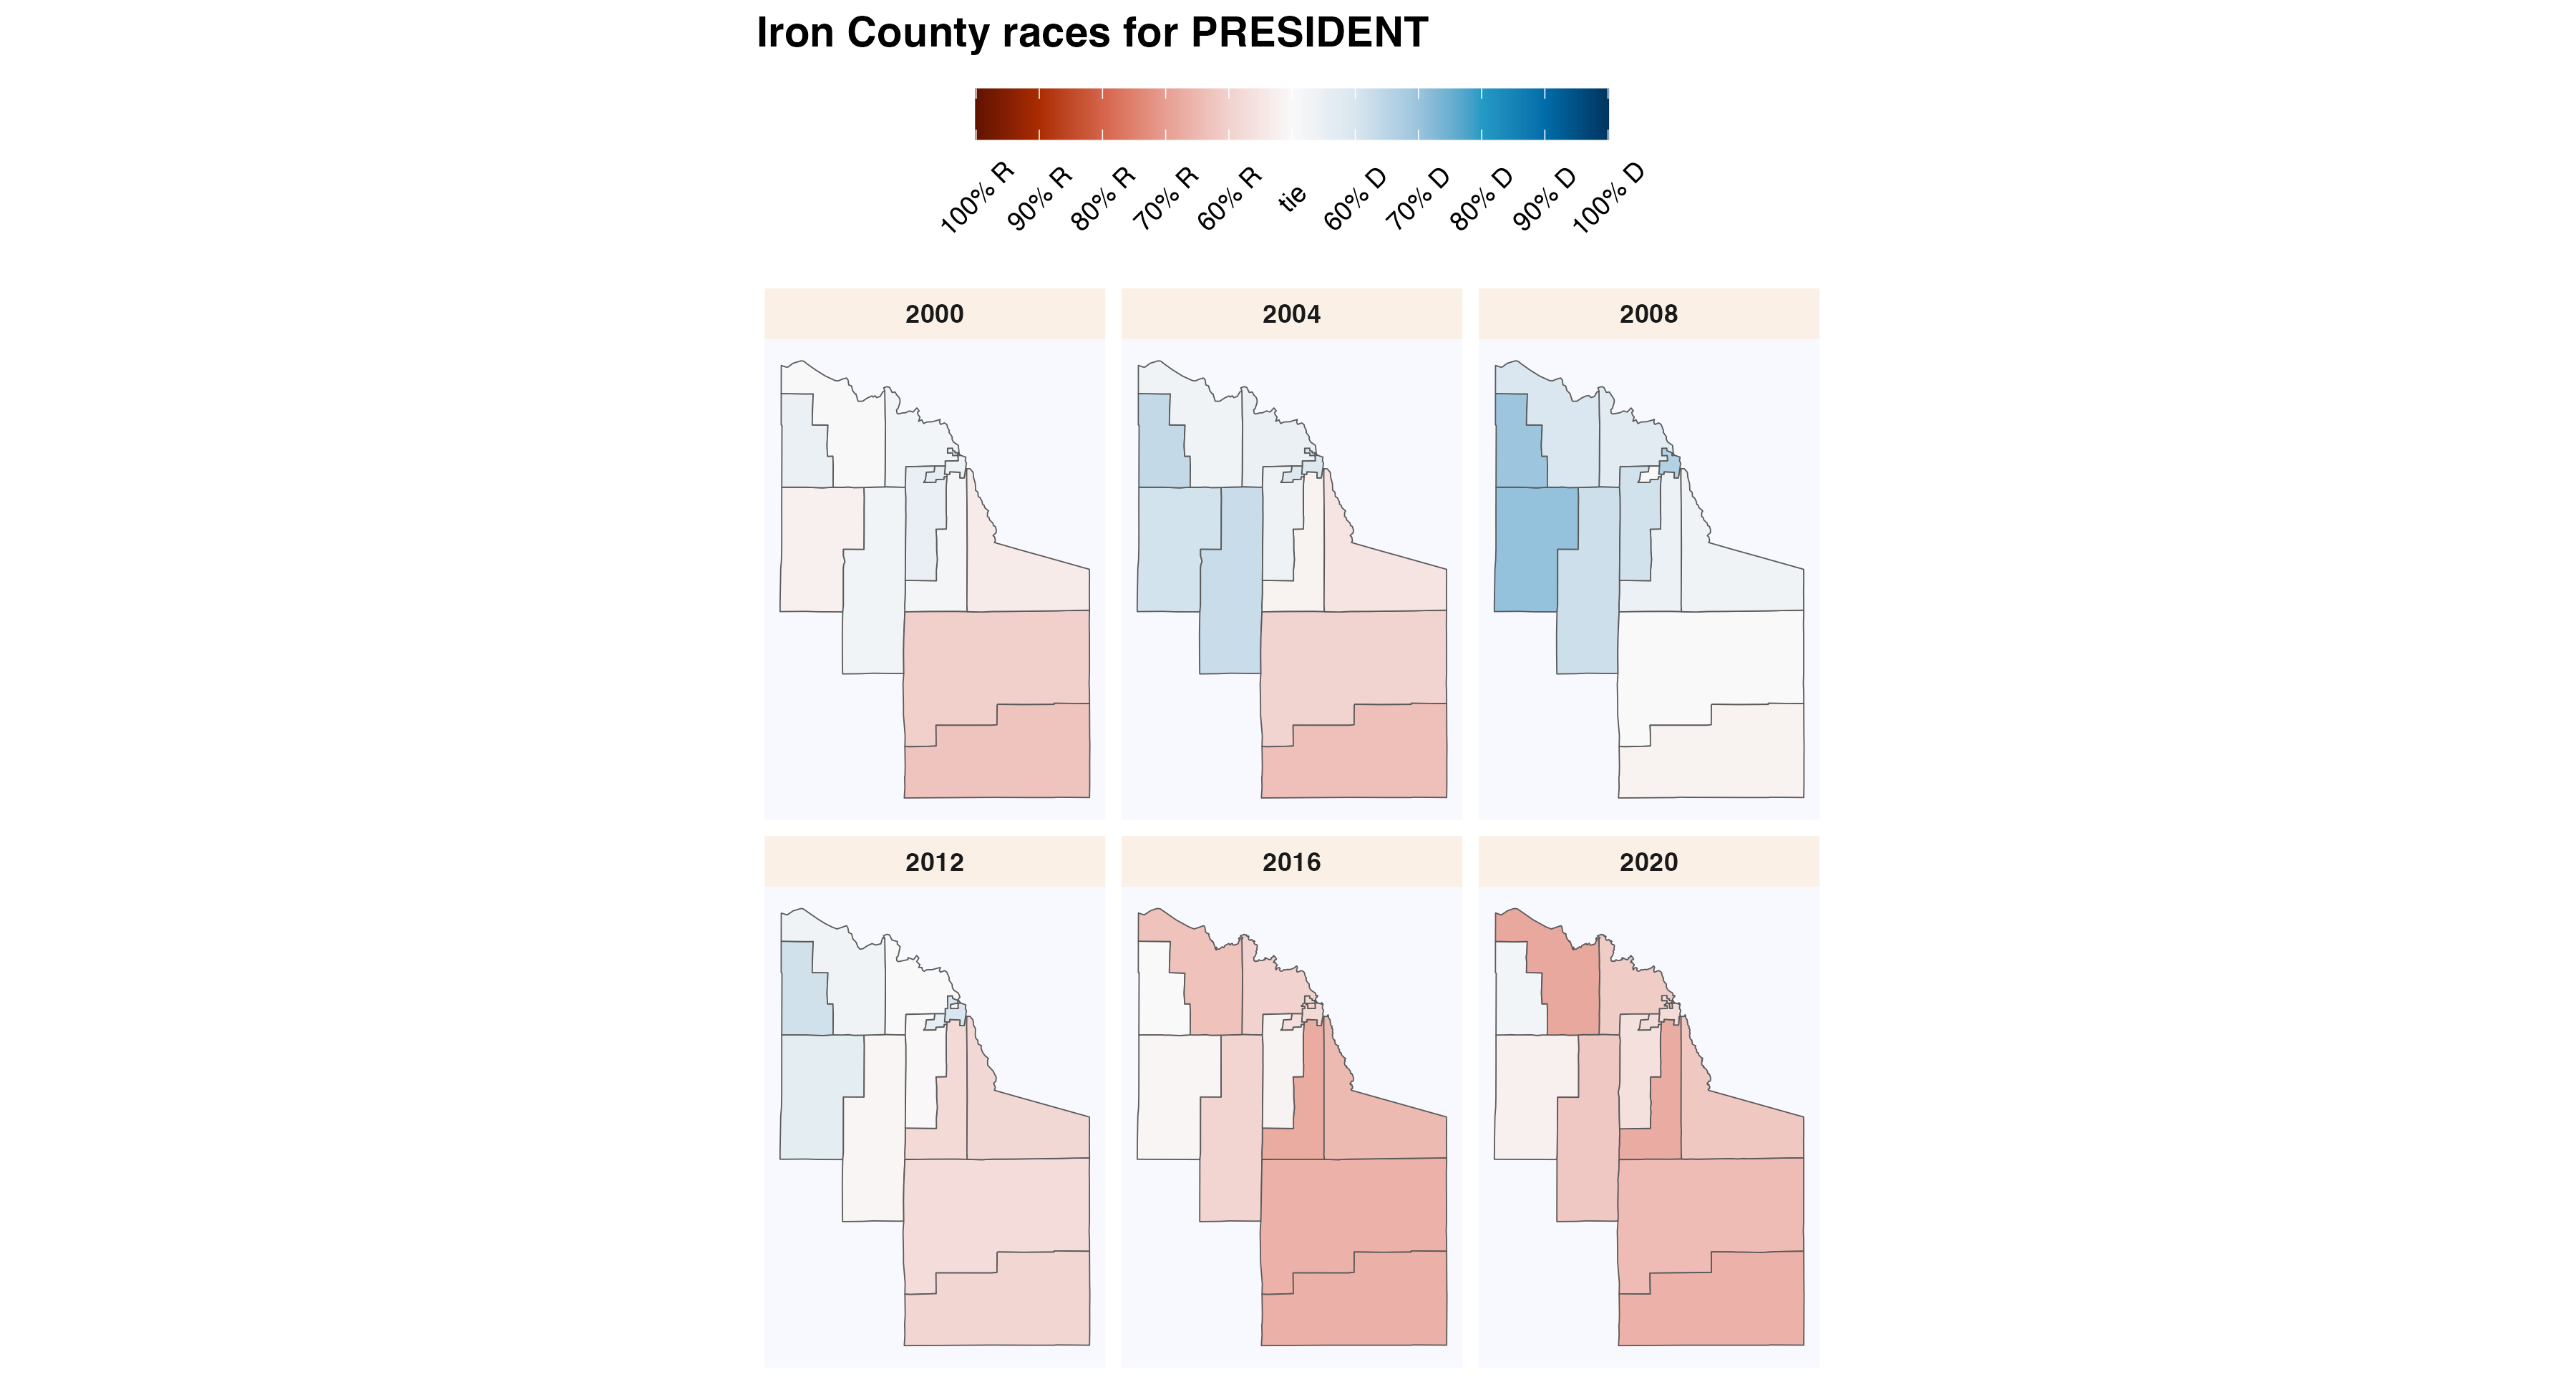 Iron County races for PRESIDENT
100% R 90% R 80% R 70% R 60% R tie 60% D 70% D 80% D 90% D 100% D
2000 2004 2008
2012 2016 2020